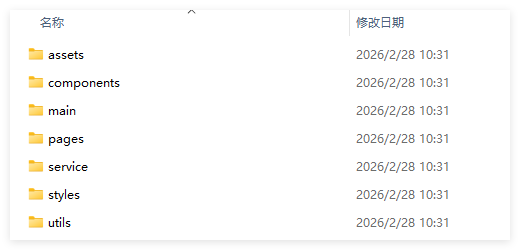 名称 修改日期
assets 2026/2/28 10:31
components 2026/2/28 10:31
main 2026/2/28 10:31
pages 2026/2/28 10:31
service 2026/2/28 10:31
styles 2026/2/28 10:31
utils 2026/2/28 10:31